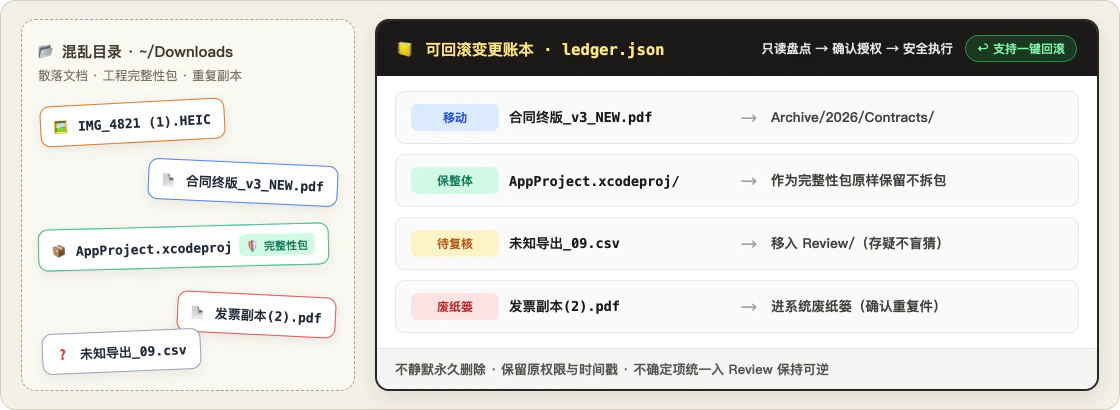 混乱目录 · ~/Downloads
散落文档 · 工程完整性包 · 重复副本
IMG_4821 (1).HEIC
合同终版_v3_NEW.pdf
AppProject.xcodeproj 完整性包
发票副本(2).pdf
? 未知导出_09.csv
可回滚变更账本 · ledger.json
只读盘点 → 确认授权 → 安全执行
↩ 支持一键回滚
移动 合同终版_v3_NEW.pdf → Archive/2026/Contracts/
保整体 AppProject.xcodeproj/ → 作为完整性包原样保留不拆包
待复核 未知导出_09.csv → 移入 Review/（存疑不盲猜）
废纸篓 发票副本(2).pdf → 进系统废纸篓（确认重复件）
不静默永久删除 · 保留原权限与时间戳 · 不确定项统一入 Review 保持可逆